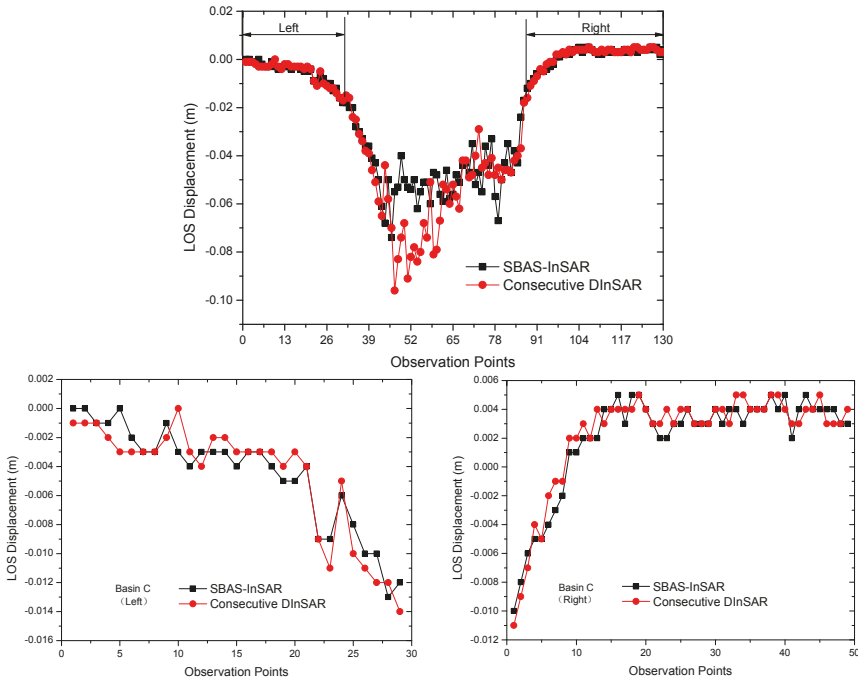 0.02
0.00
-0.02
-0.04
-0.06
-0.08
-0.10
LOS Displacement (m)
Left
Right
SBAS-InSAR
Consecutive DInSAR
0 13 26 39 52 65 78 91 104 117 130
Observation Points
0.002
0.000
-0.002
-0.004
-0.006
-0.008
-0.010
-0.012
-0.014
-0.016
LOS Displacement (m)
Basin C
(Left)
SBAS-InSAR
Consecutive DInSAR
0 5 10 15 20 25 30
Observation Points
0.006
0.004
0.002
0.000
-0.002
-0.004
-0.006
-0.008
-0.010
-0.012
LOS Displacement (m)
Basin C
(Right)
SBAS-InSAR
Consecutive DInSAR
0 10 20 30 40 50
Observation Points